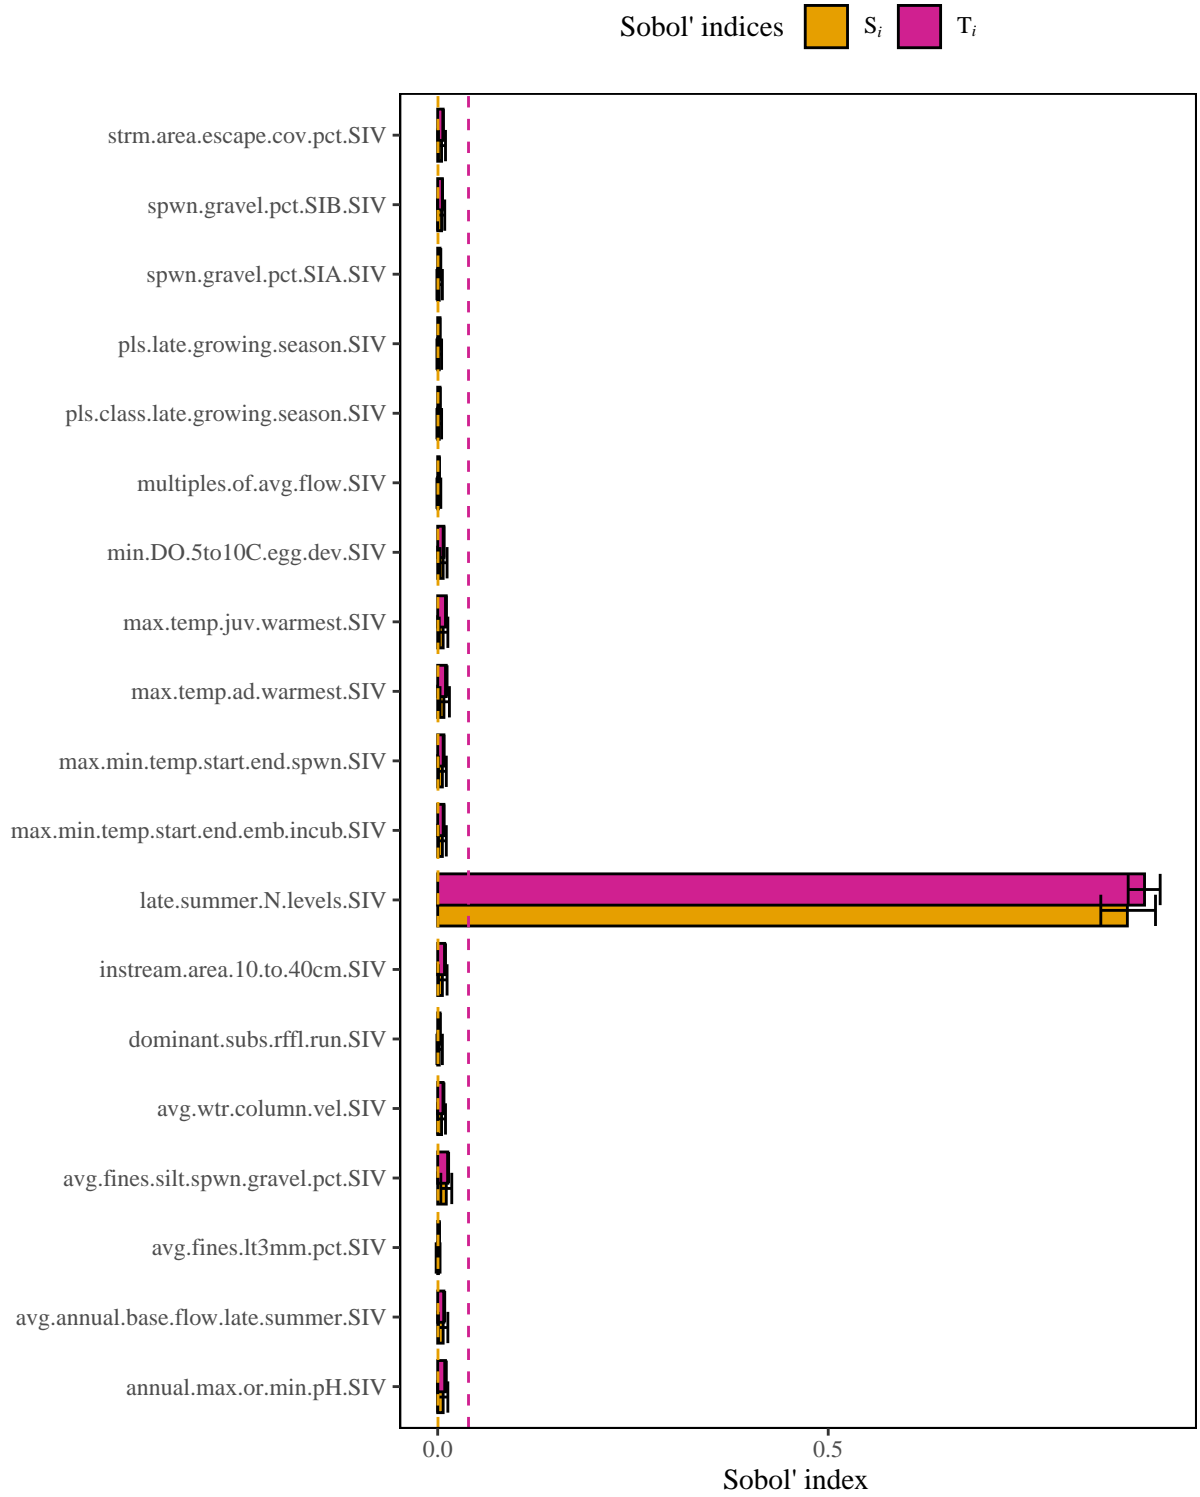 Sobol' indices Si Ti
strm.area.escape.cov.pct.SIV
spwn.gravel.pct.SIB.SIV
spwn.gravel.pct.SIA.SIV
pls.late.growing.season.SIV
pls.class.late.growing.season.SIV
multiples.of.avg.flow.SIV
min.DO.5to10C.egg.dev.SIV
max.temp.juv.warmest.SIV
max.temp.ad.warmest.SIV
max.min.temp.start.end.spwn.SIV
max.min.temp.start.end.emb.incub.SIV
late.summer.N.levels.SIV
instream.area.10.to.40cm.SIV
dominant.subs.rffl.run.SIV
avg.wtr.column.vel.SIV
avg.fines.silt.spwn.gravel.pct.SIV
avg.fines.lt3mm.pct.SIV
avg.annual.base.flow.late.summer.SIV
annual.max.or.min.pH.SIV
0.0 0.5
Sobol' index